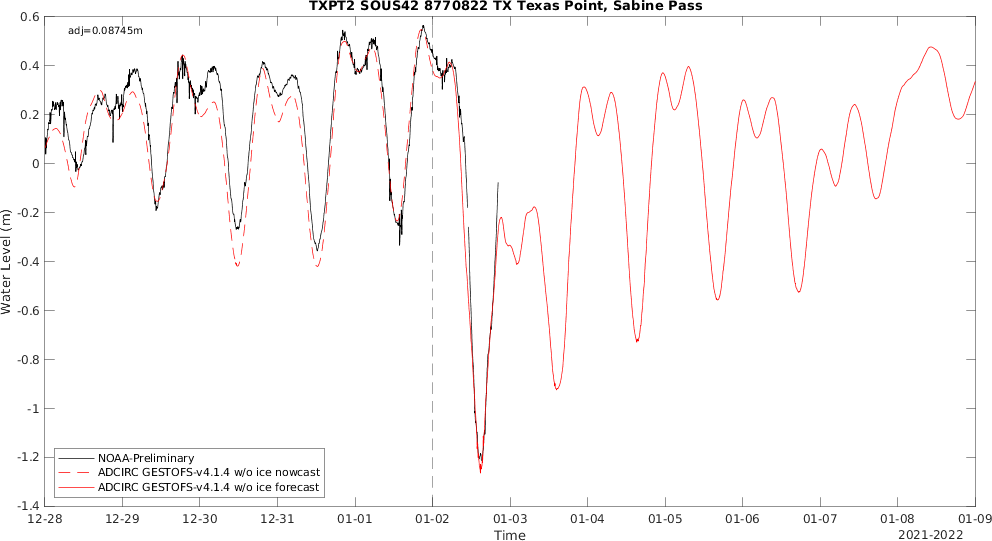 TXPT2 SOUS42 8770822 TX Texas Point, Sabine Pass
adj=0.08745m
0.6
0.4
0.2
0
-0.2
-0.4
-0.6
-0.8
-1
-1.2
-1.4
Water Level (m)
NOAA-Preliminary
ADCIRC GESTOFS-v4.1.4 w/o ice nowcast
ADCIRC GESTOFS-v4.1.4 w/o ice forecast
12-28 12-29 12-30 12-31 01-01 01-02 01-03 01-04 01-05 01-06 01-07 01-08 01-09
Time
2021-2022